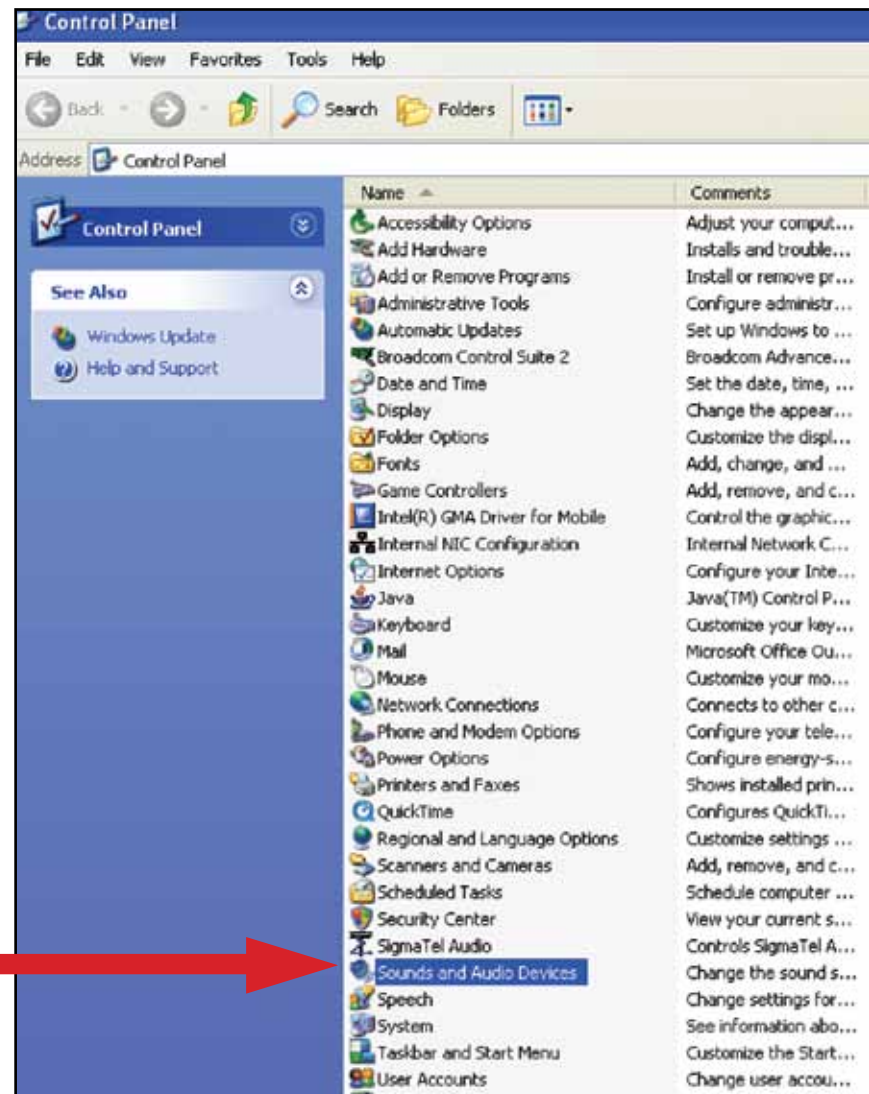 Control Panel
File Edit View Favorites Tools Help
Back Search Folders
Address Control Panel
Control Panel
See Also
Windows Update
Help and Support
Name Comments
Accessibility Options Adjust your comput...
Add Hardware Installs and trouble...
Add or Remove Programs Install or remove pr...
Administrative Tools Configure administr...
Automatic Updates Set up Windows to ...
Broadcom Control Suite 2 Broadcom Advance...
Date and Time Set the date, time, ...
Display Change the appear...
Folder Options Customize the displ...
Fonts Add, change, and ...
Game Controllers Add, remove, and c...
Intel(R) GMA Driver for Mobile Control the graphic...
Internal NIC Configuration Internal Network C...
Internet Options Configure your Inte...
Java Java(TM) Control P...
Keyboard Customize your key...
Mail Microsoft Office Ou...
Mouse Customize your mo...
Network Connections Connects to other c...
Phone and Modem Options Configure your tele...
Power Options Configure energy-s...
Printers and Faxes Shows installed prin...
QuickTime Configures QuickTi...
Regional and Language Options Customize settings ...
Scanners and Cameras Add, remove, and c...
Scheduled Tasks Schedule computer ...
Security Center View your current s...
SigmaTel Audio Controls SigmaTel A...
Sounds and Audio Devices Change the sound s...
Speech Change settings for...
System See information abo...
Taskbar and Start Menu Customize the Start...
User Accounts Change user accou...